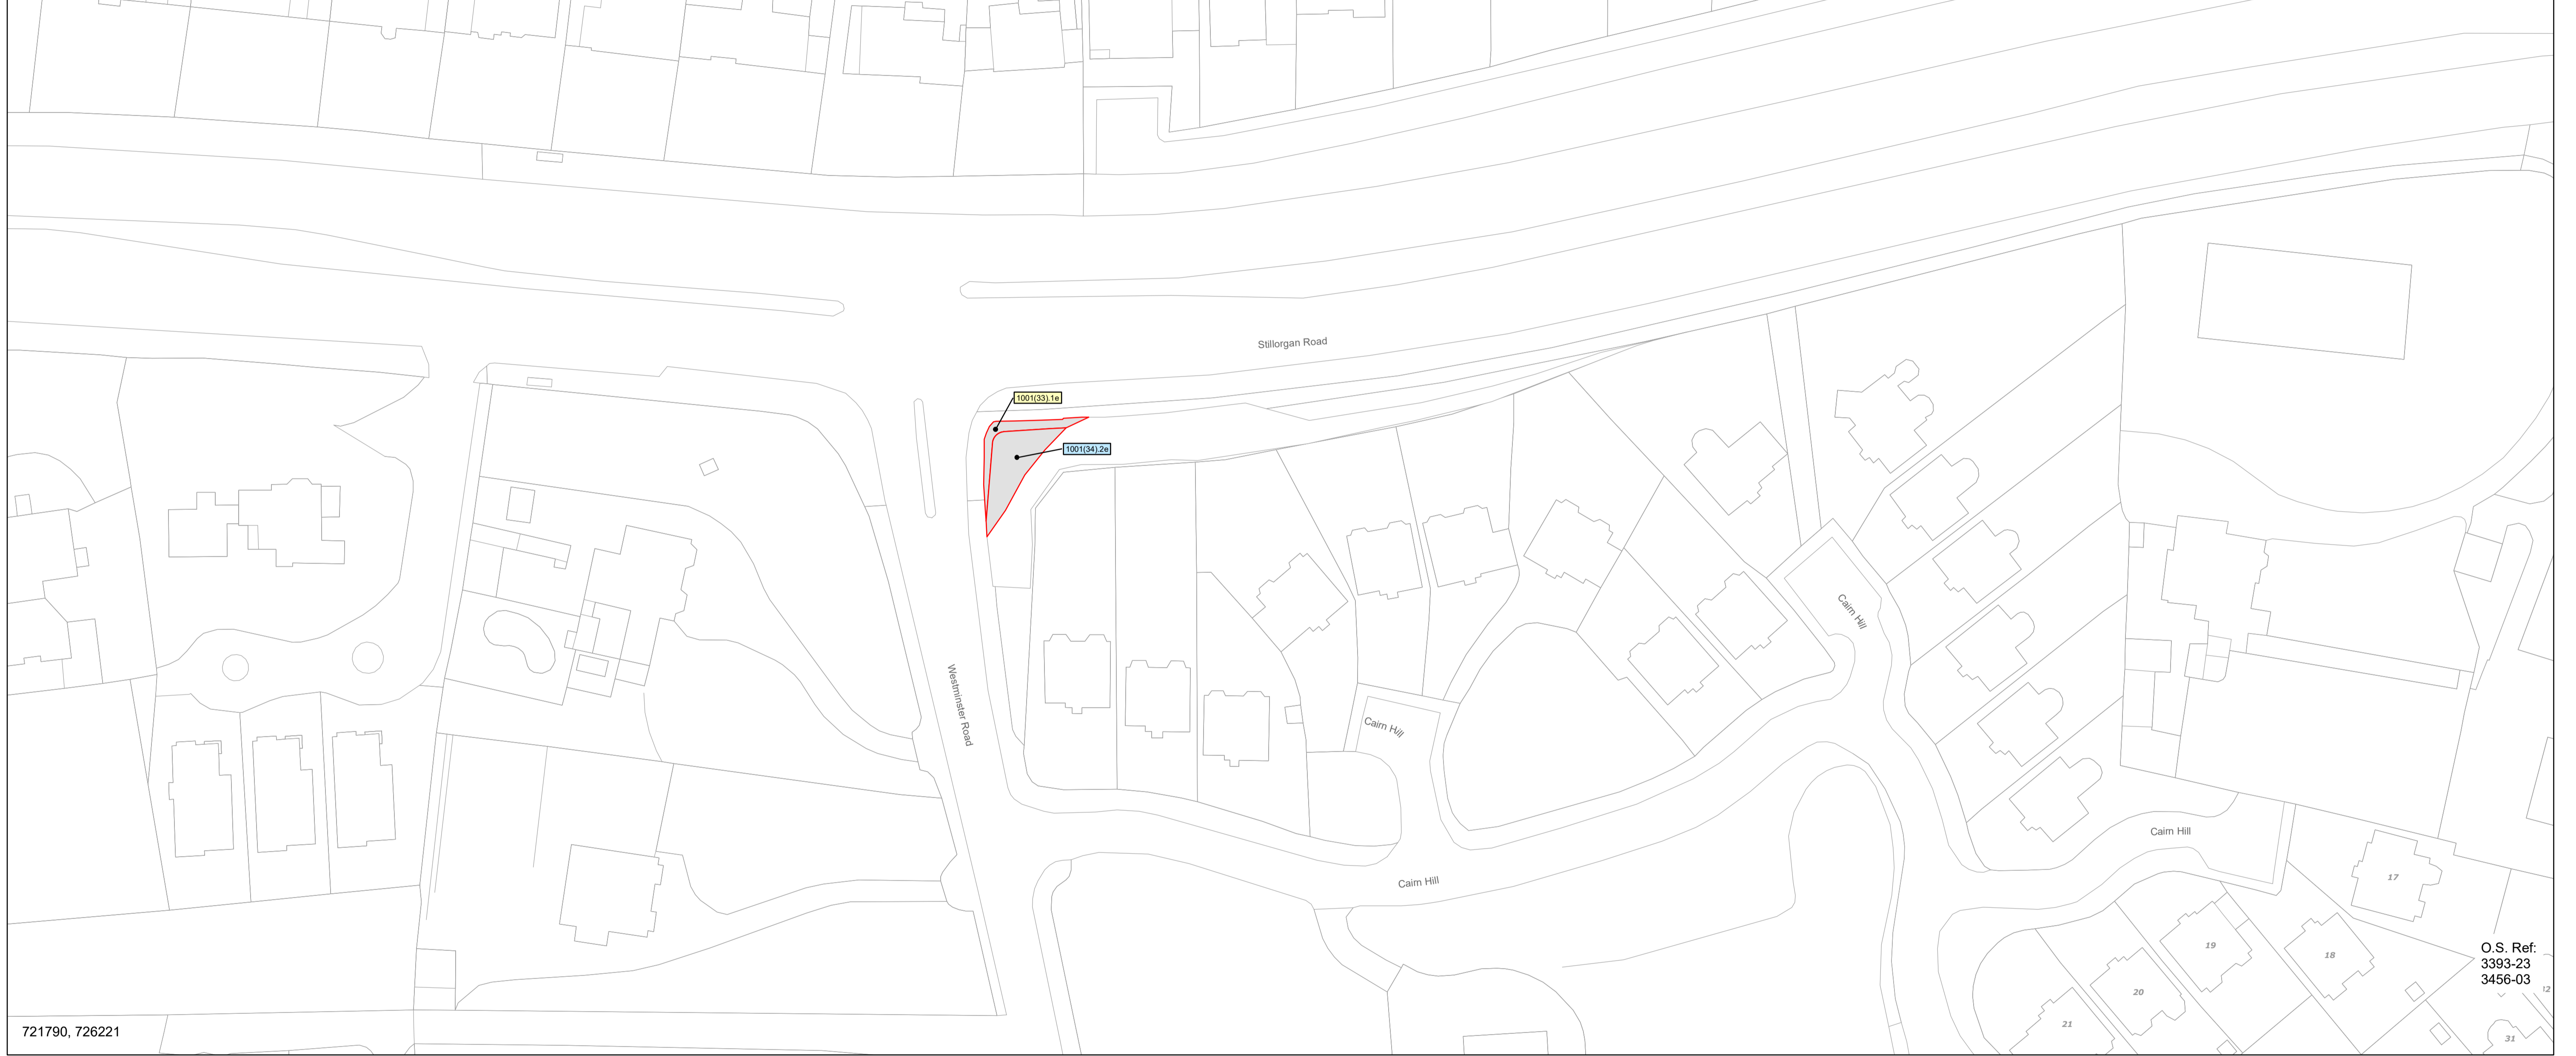 Stillorgan Road
1001(33).1e
1001(34).2e
Cairn Hill
Westminster Road
Cairn Hill
Cairn Hill
Cairn Hill
17
19
18
20
21
31
O.S. Ref:
3393-23
3456-03
721790, 726221